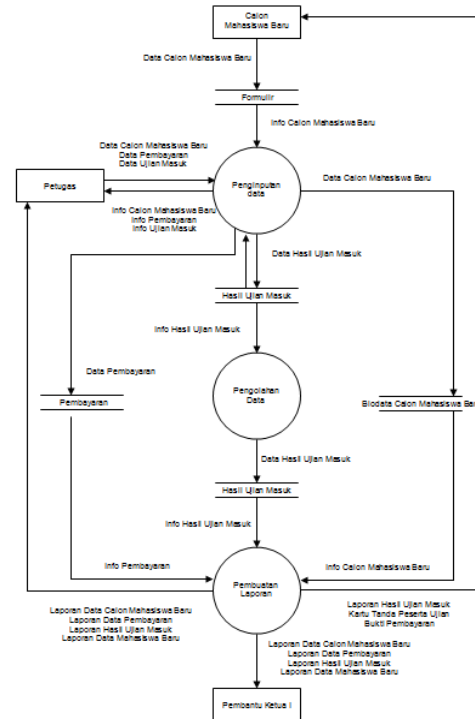 Calon
Mahasiswa Baru
Data Calon Mahasiswa Baru
Formulir
Info Calon Mahasiswa Baru
Data Calon Mahasiswa Baru
Data Pembayaran
Data Ujian Masuk
Petugas
Penginputan
data
Data Calon Mahasiswa Baru
Info Calon Mahasiswa Baru
Info Pembayaran
Info Ujian Masuk
Data Hasil Ujian Masuk
Hasil Ujian Masuk
Info Hasil Ujian Masuk
Data Pembayaran
Pembayaran
Pengolahan
Data
Biodata Calon Mahasiswa Bar
Data Hasil Ujian Masuk
Hasil Ujian Masuk
Info Hasil Ujian Masuk
Info Pembayaran
Info Calon Mahasiswa Baru
Pembuatan
Laporan
Laporan Data Calon Mahasiswa Baru
Laporan Data Pembayaran
Laporan Hasil Ujian Masuk
Laporan Data Mahasiswa Baru
Laporan Hasil Ujian Masuk
Kartu Tanda Peserta Ujian
Bukti Pembayaran
Laporan Data Calon Mahasiswa Baru
Laporan Data Pembayaran
Laporan Hasil Ujian Masuk
Laporan Data Mahasiswa Baru
Pembantu Ketua I